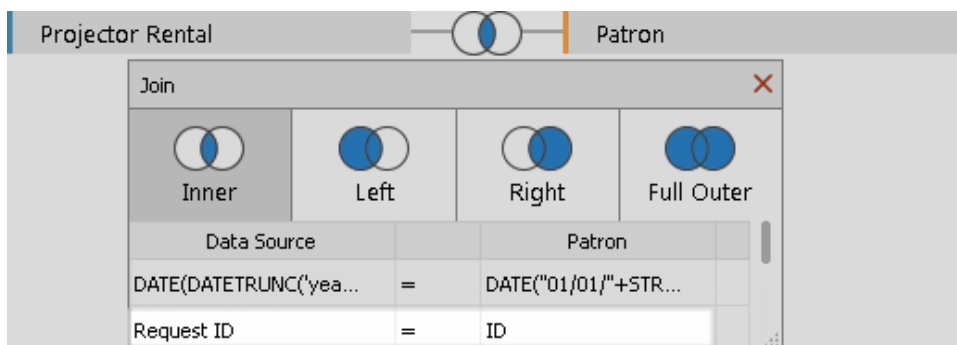 Projector Rental Patron
Join
Inner Left Right Full Outer
Data Source Patron
DATE(DATETRUNC('yea... = DATE("01/01/"+STR...
Request ID = ID